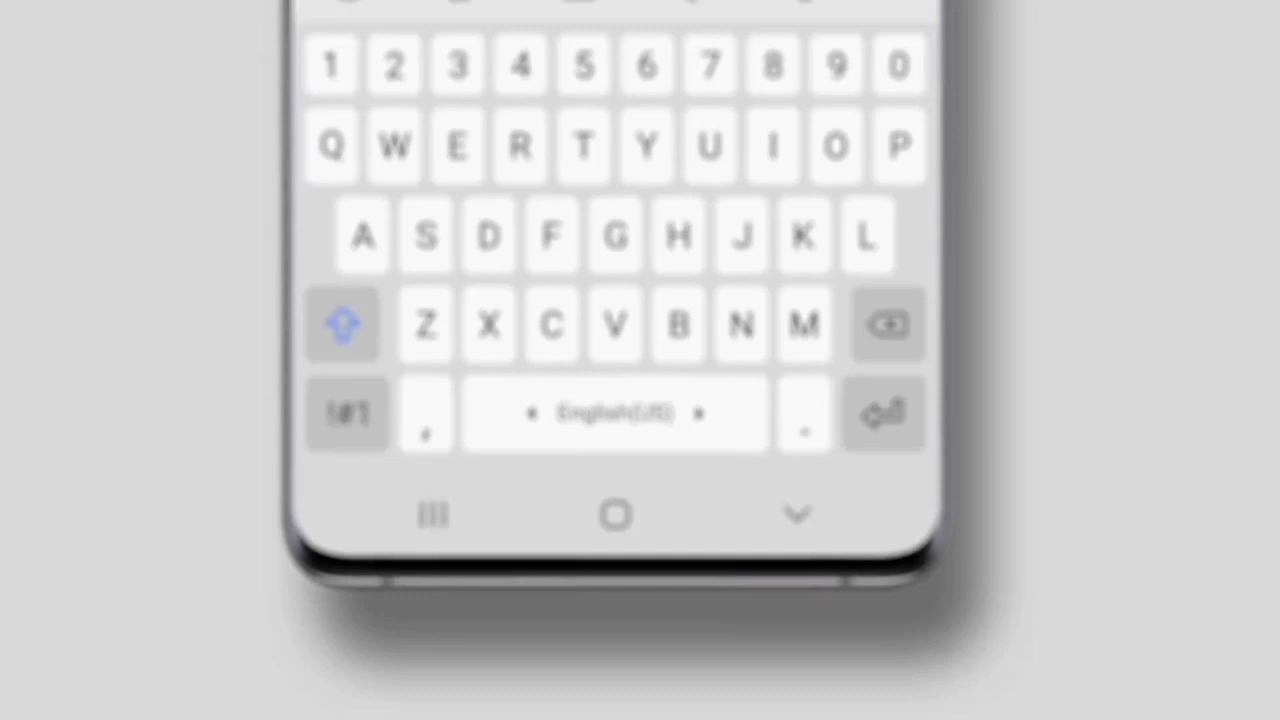 1 2 3 4 5 6 7 8 9 0
Q W E R T Y U I O P
A S D F G H J K L
Z X C V B N M
!#1 , English(US) .